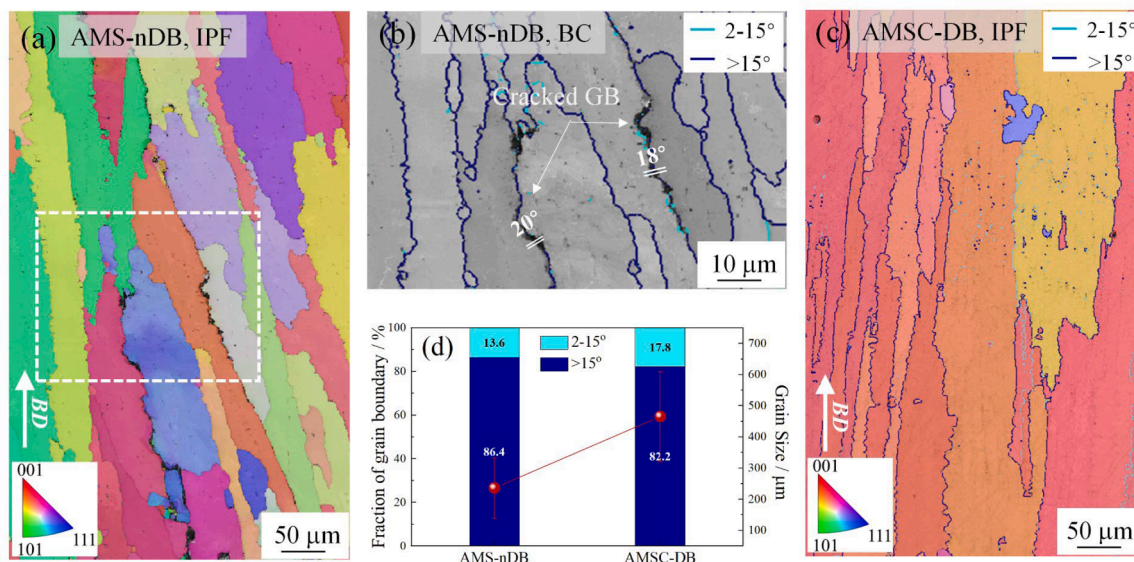 (a) AMS-nDB, IPF
BD
001
101
111
50 μm
(b) AMS-nDB, BC
2-15°
>15°
Cracked GB
18°
20°
10 μm
(c) AMSC-DB, IPF
2-15°
>15°
BD
001
101
111
50 μm
(d)
2-15°
>15°
Fraction of grain boundary / %
100
80
60
40
20
0
13.6
86.4
17.8
82.2
700
600
500
400
300
200
100
Grain Size / μm
AMS-nDB
AMSC-DB